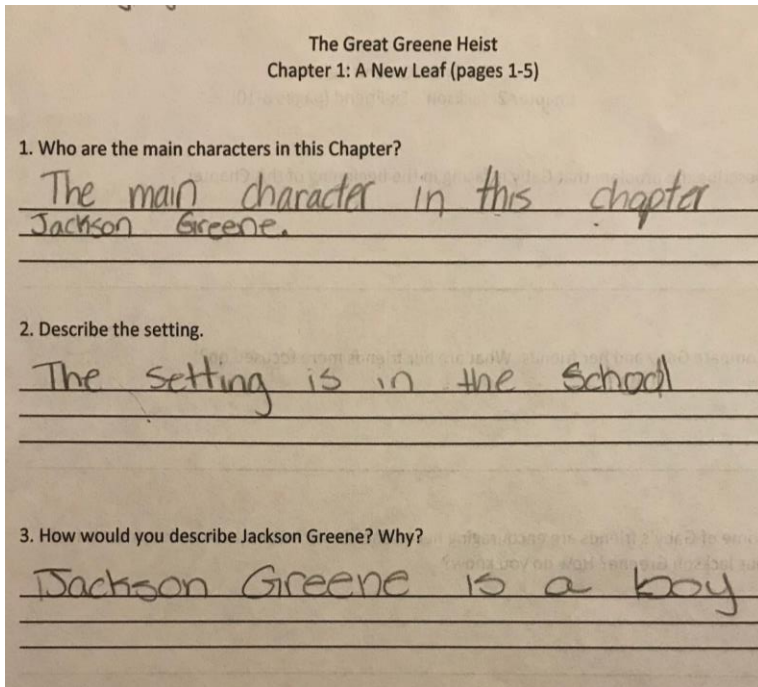 The Great Greene Heist
Chapter 1: A New Leaf (pages 1-5)
1. Who are the main characters in this Chapter?
The main character in this chapter
Jackson Greene.
2. Describe the setting.
The setting is in the School
3. How would you describe Jackson Greene? Why?
Jackson Greene is a boy